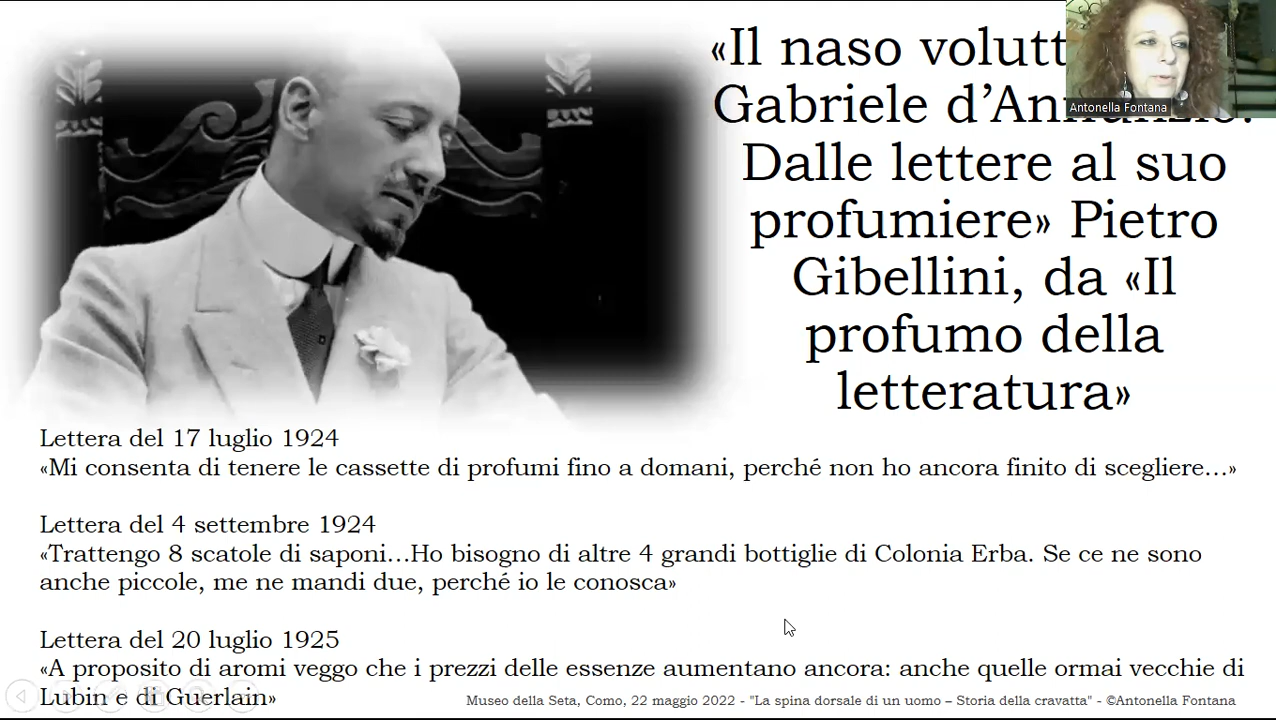 «Il naso volutt
Gabriele d’Annunzio.
Dalle lettere al suo
profumiere» Pietro
Gibellini, da «Il
profumo della
letteratura»
Antonella Fontana
Lettera del 17 luglio 1924
«Mi consenta di tenere le cassette di profumi fino a domani, perché non ho ancora finito di scegliere…»
Lettera del 4 settembre 1924
«Trattengo 8 scatole di saponi…Ho bisogno di altre 4 grandi bottiglie di Colonia Erba. Se ce ne sono
anche piccole, me ne mandi due, perché io le conosca»
Lettera del 20 luglio 1925
«A proposito di aromi veggo che i prezzi delle essenze aumentano ancora: anche quelle ormai vecchie di
Lubin e di Guerlain»
Museo della Seta, Como, 22 maggio 2022 - "La spina dorsale di un uomo – Storia della cravatta" - ©Antonella Fontana